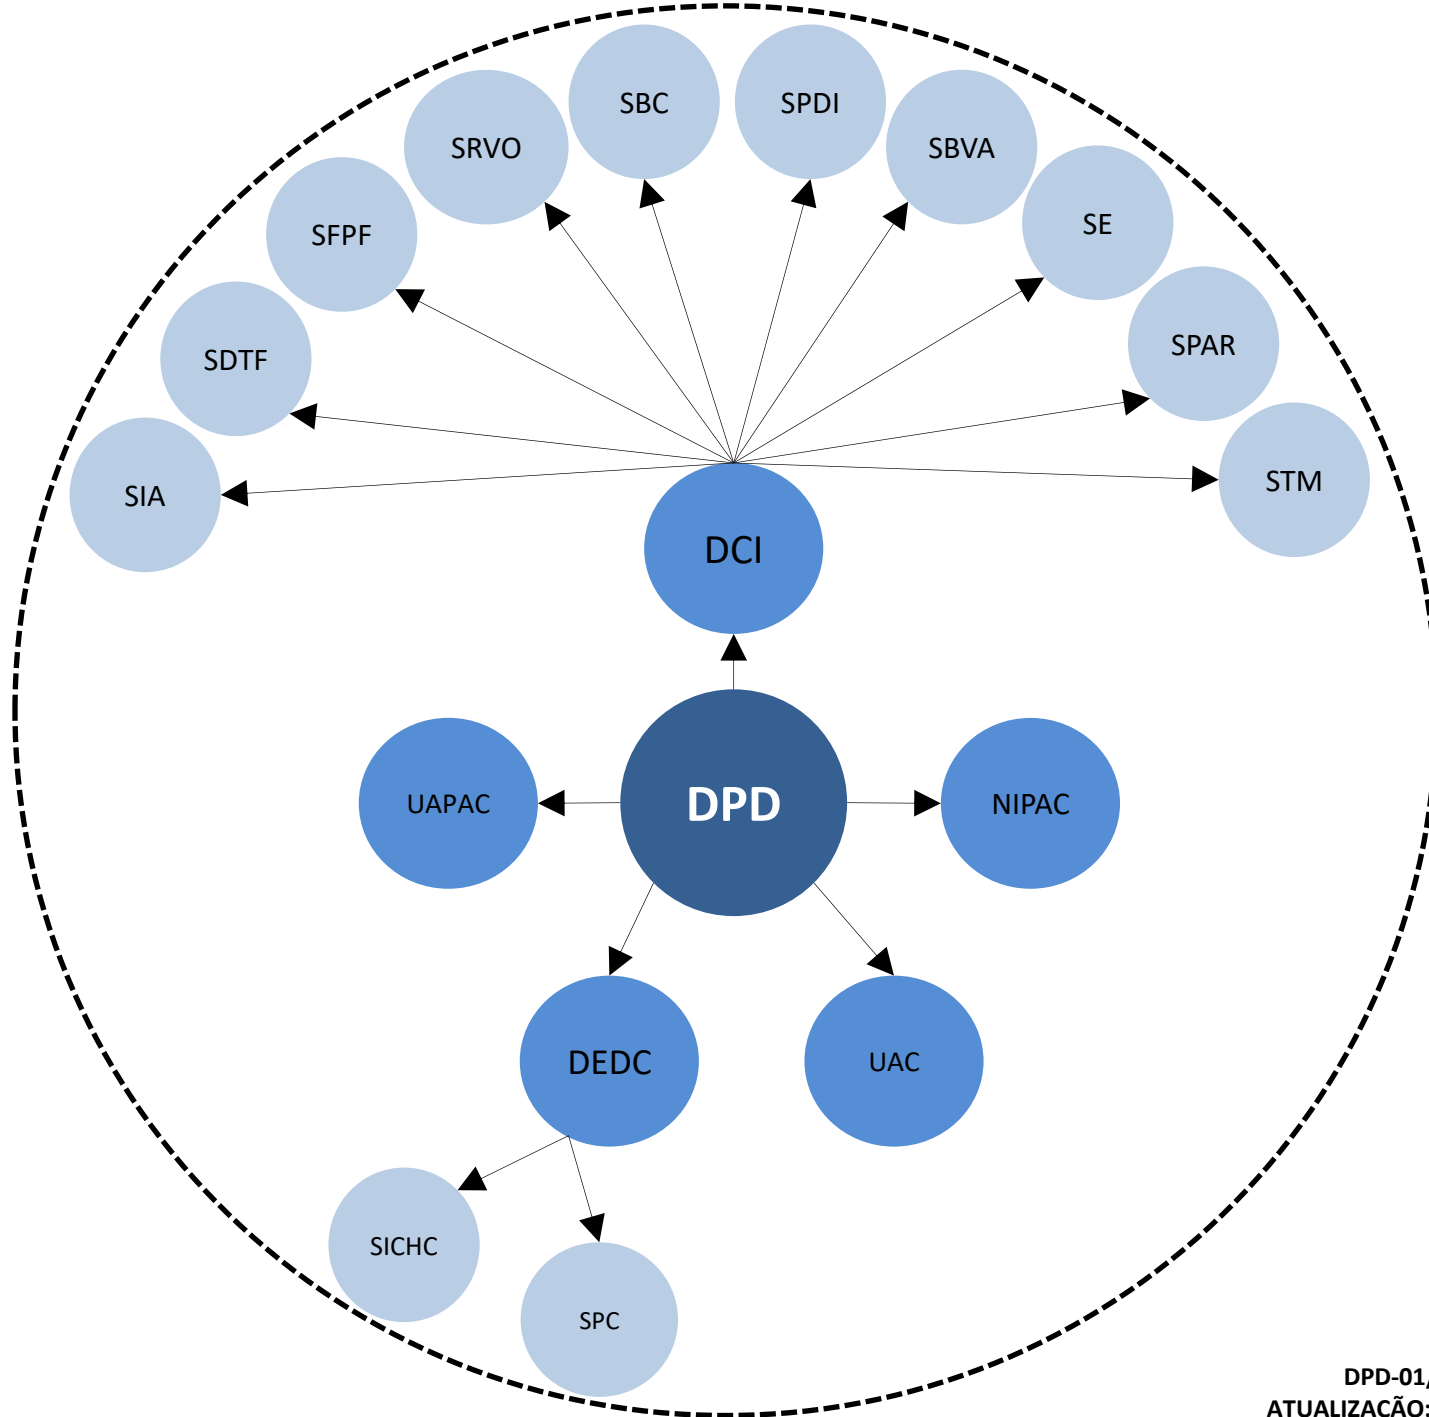 SBC
SPDI
SRVO
SBVA
SE
SFPF
SPAR
SDTF
STM
SIA
DCI
UAPAC
DPD
NIPAC
DEDC
UAC
SICHC
SPC
DPD-01/
ATUALIZAÇÃO: